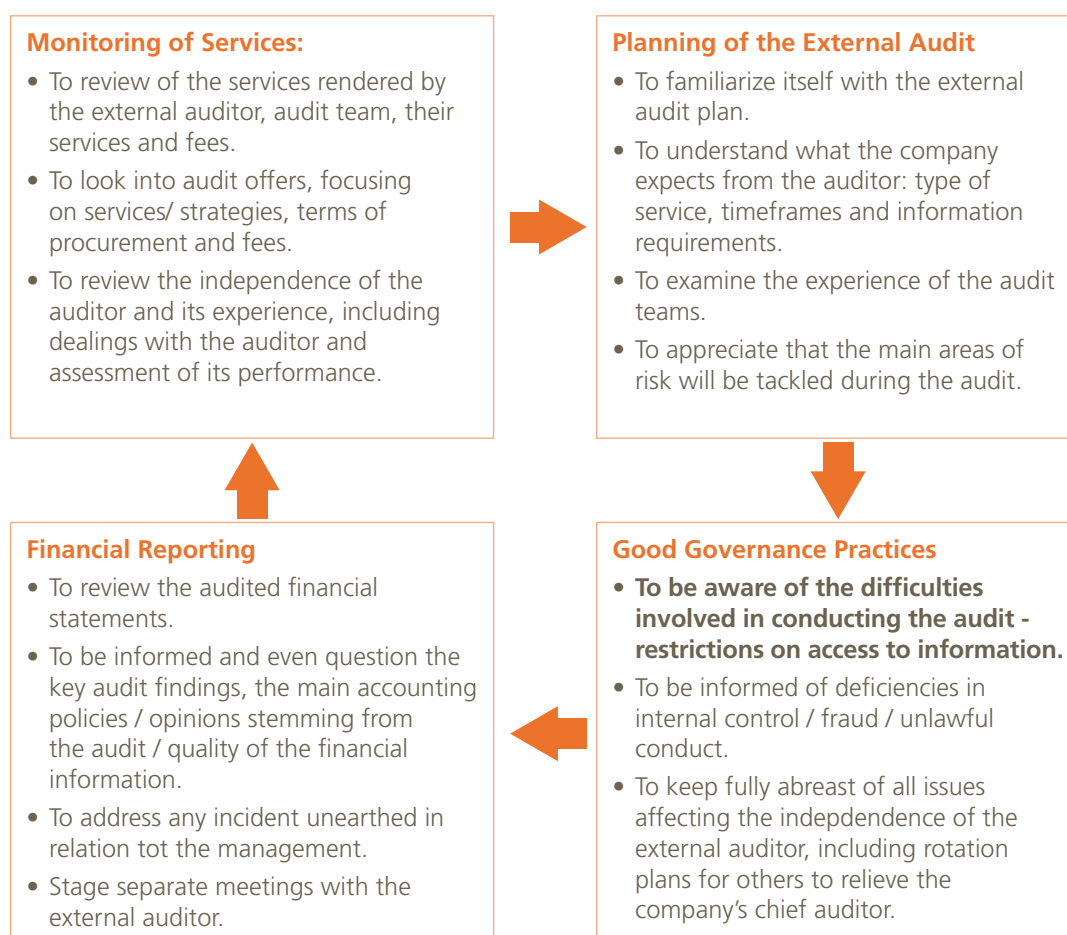 Monitoring of Services:
• To review of the services rendered by
the external auditor, audit team, their
services and fees.
• To look into audit offers, focusing
on services/ strategies, terms of
procurement and fees.
• To review the independence of the
auditor and its experience, including
dealings with the auditor and
assessment of its performance.
Planning of the External Audit
• To familiarize itself with the external
audit plan.
• To understand what the company
expects from the auditor: type of
service, timeframes and information
requirements.
• To examine the experience of the audit
teams.
• To appreciate that the main areas of
risk will be tackled during the audit.
Financial Reporting
• To review the audited financial
statements.
• To be informed and even question the
key audit findings, the main accounting
policies / opinions stemming from
the audit / quality of the financial
information.
• To address any incident unearthed in
relation tot the management.
• Stage separate meetings with the
external auditor.
Good Governance Practices
• To be aware of the difficulties
involved in conducting the audit -
restrictions on access to information.
• To be informed of deficiencies in
internal control / fraud / unlawful
conduct.
• To keep fully abreast of all issues
affecting the indepdendence of the
external auditor, including rotation
plans for others to relieve the
company's chief auditor.